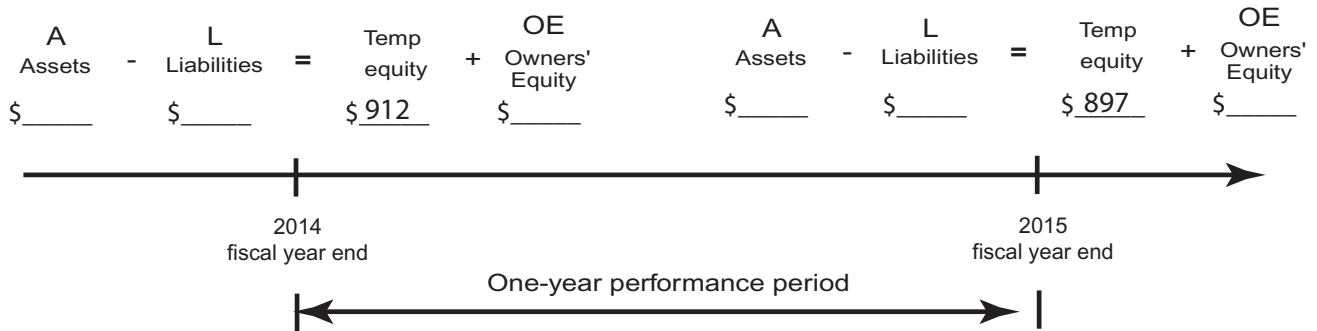 A - L = Temp equity + OE
Assets Liabilities Owners' Equity
$_____ $_____ $ 912 $_____
A - L = Temp equity + OE
Assets Liabilities Owners' Equity
$_____ $_____ $ 897 $_____
2014
fiscal year end
2015
fiscal year end
One-year performance period